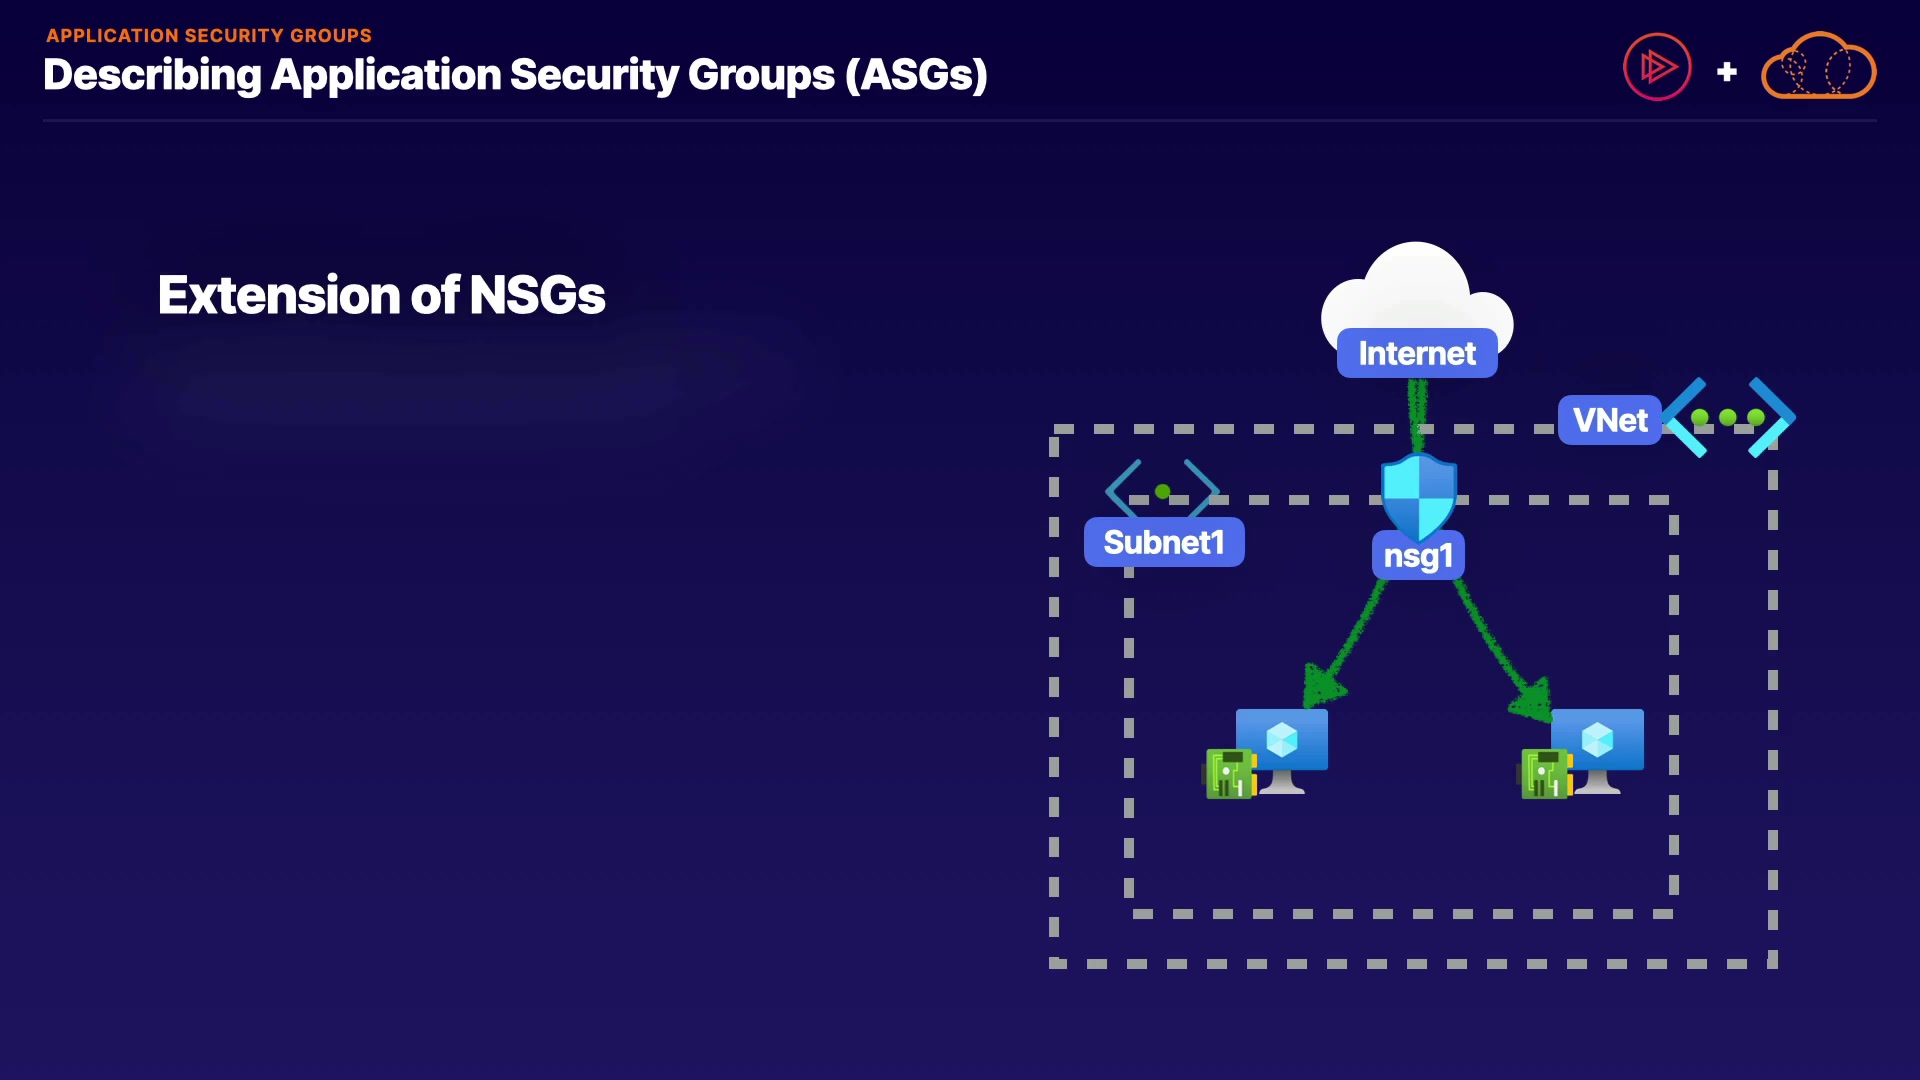 APPLICATION SECURITY GROUPS
Describing Application Security Groups (ASGs)
Extension of NSGs
Internet
VNet
Subnet1
nsg1